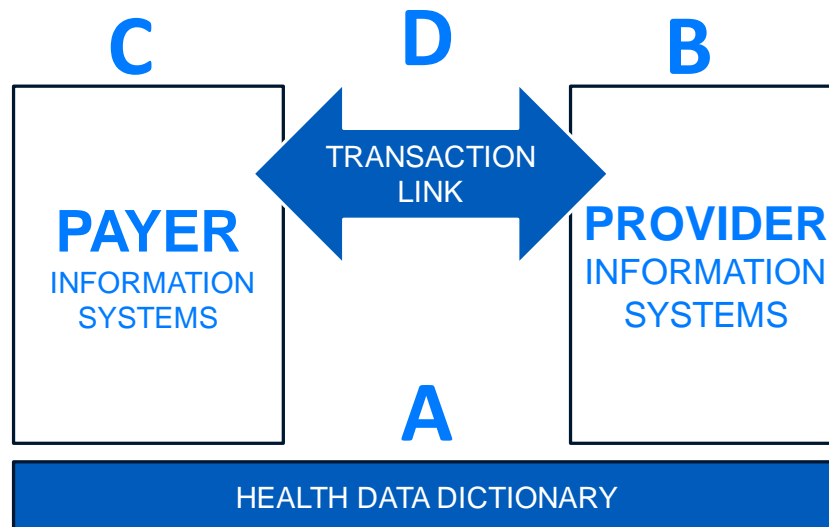 C
D
B
TRANSACTION
LINK
PAYER
INFORMATION
SYSTEMS
PROVIDER
INFORMATION
SYSTEMS
A
HEALTH DATA DICTIONARY